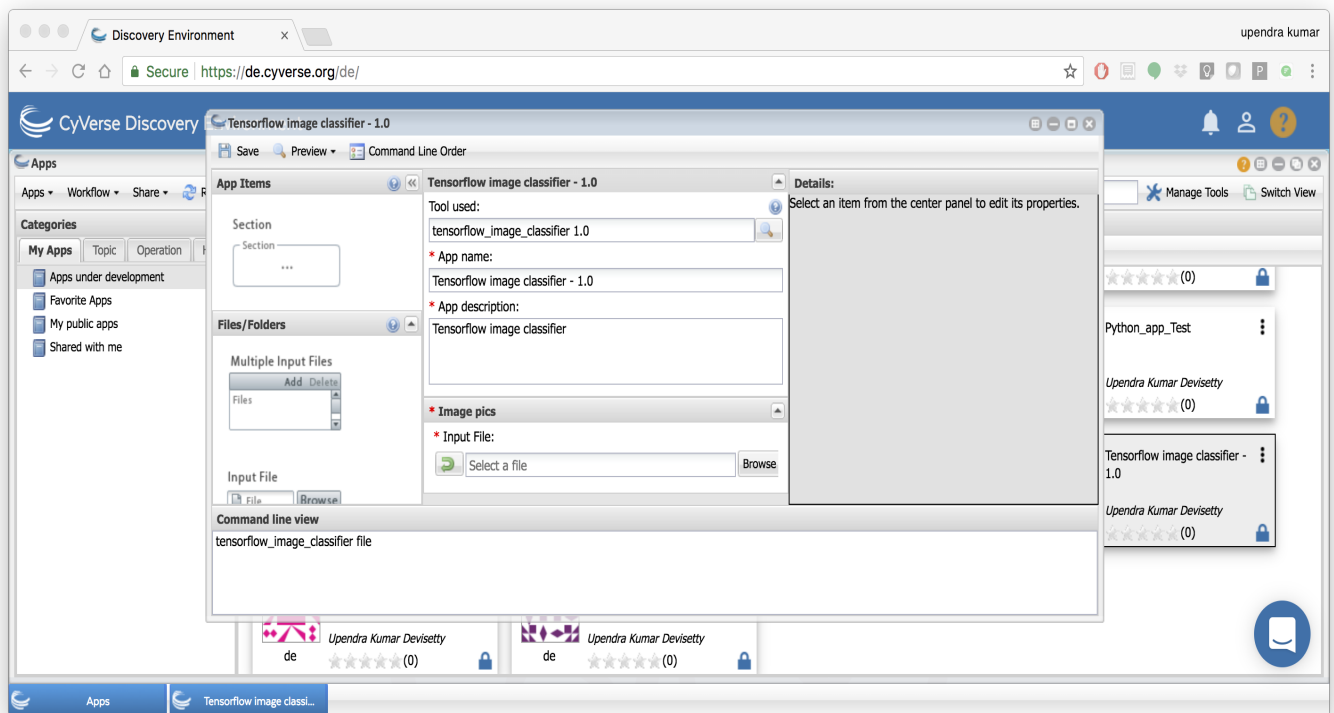 Discovery Environment
upendra kumar
Secure
https://de.cyverse.org/de/
CyVerse Discovery
Apps
Apps
Workflow
Share
R
Manage Tools
Switch View
Categories
My Apps
Topic
Operation
Apps under development
Favorite Apps
My public apps
Shared with me
Tensorflow image classifier - 1.0
Save
Preview
Command Line Order
App Items
Section
Section
...
Files/Folders
Multiple Input Files
Add Delete
Files
Input File
File
Browse
Tensorflow image classifier - 1.0
Tool used:
tensorflow_image_classifier 1.0
* App name:
Tensorflow image classifier - 1.0
* App description:
Tensorflow image classifier
* Image pics
* Input File:
Select a file
Browse
Details:
Select an item from the center panel to edit its properties.
Command line view
tensorflow_image_classifier file
(0)
Python_app_Test
Upendra Kumar Devisetty
(0)
Tensorflow image classifier -
1.0
Upendra Kumar Devisetty
(0)
Upendra Kumar Devisetty
de
(0)
Upendra Kumar Devisetty
de
(0)
Apps
Tensorflow image classi...